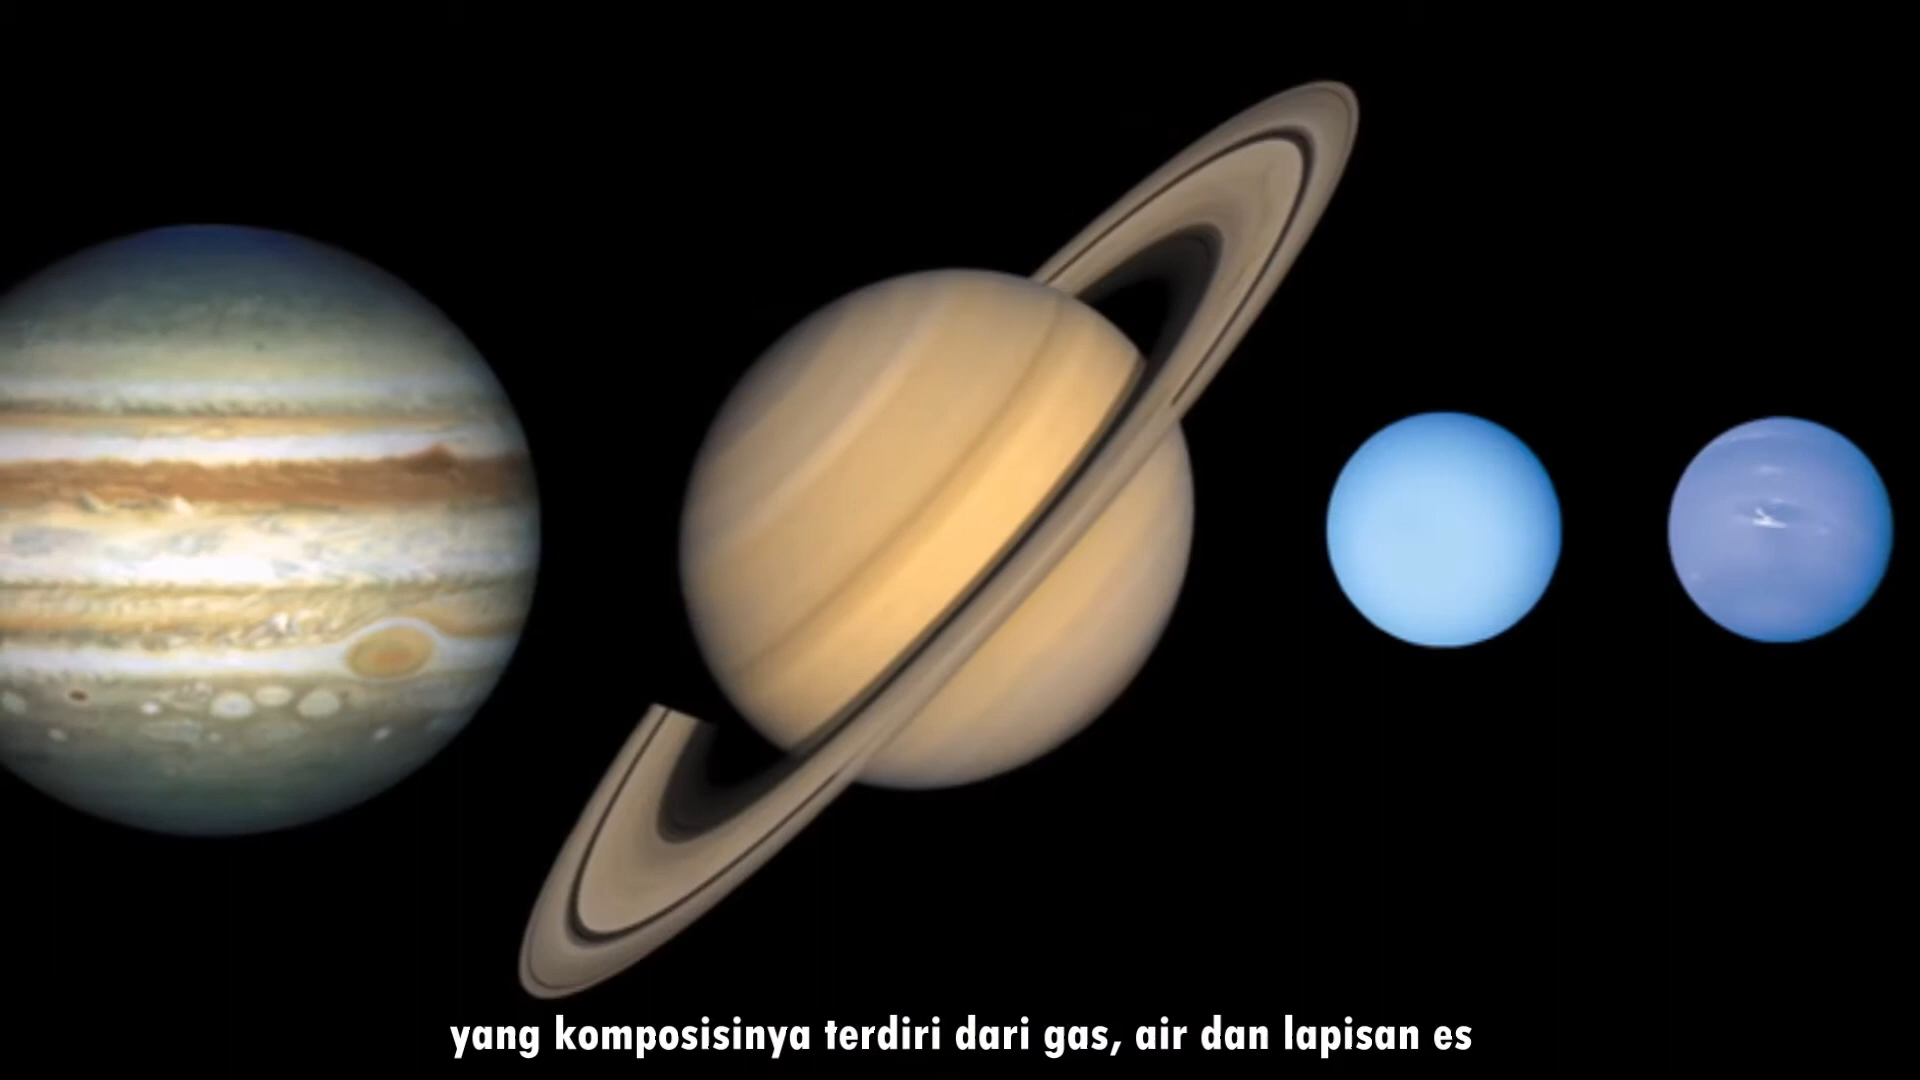 yang komposisinya terdiri dari gas, air dan lapisan es